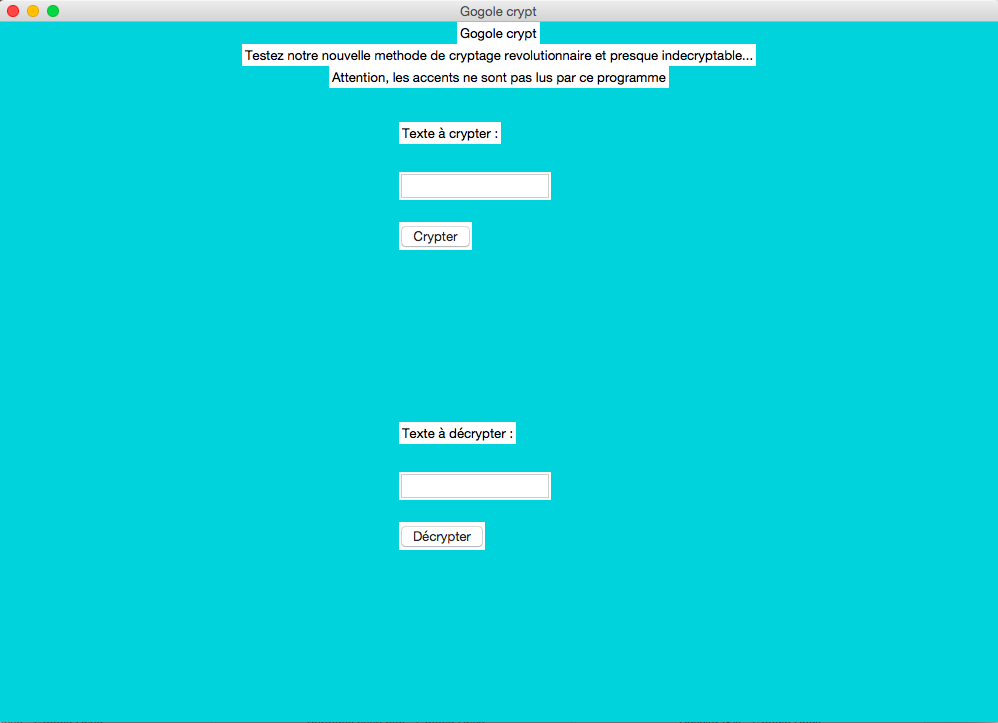 Gogole crypt
Gogole crypt
Testez notre nouvelle methode de cryptage revolutionnaire et presque indecryptable...
Attention, les accents ne sont pas lus par ce programme
Texte à crypter :
Crypter
Texte à décrypter :
Décrypter